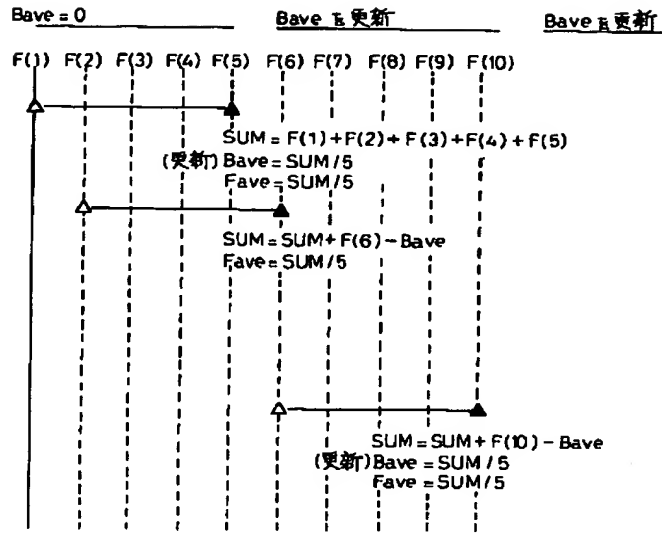 Bave = 0
Bave を更新
Bave を更新
F(1) F(2) F(3) F(4) F(5) F(6) F(7) F(8) F(9) F(10)
SUM = F(1) + F(2) + F(3) + F(4) + F(5)
(更新) Bave = SUM/5
Fave = SUM/5
SUM = SUM + F(6) - Bave
Fave = SUM/5
SUM = SUM + F(10) - Bave
(更新) Bave = SUM/5
Fave = SUM/5